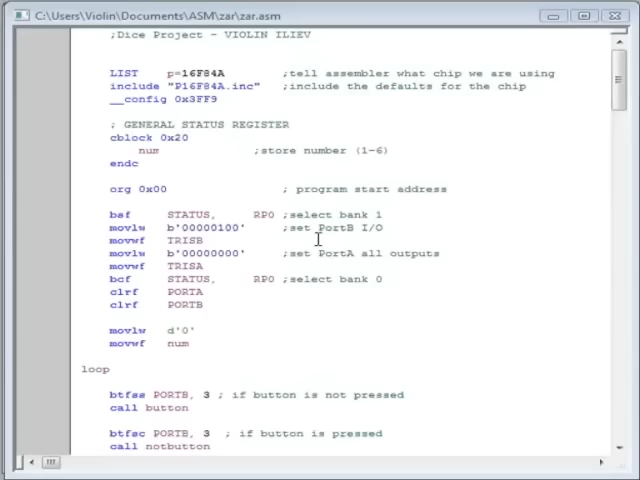 C:\Users\Violin\Documents\ASM\zar\zar.asm
;Dice Project - VIOLIN ILIEV
LIST p=16F84A ;tell assembler what chip we are using
include "P16F84A.inc" ;include the defaults for the chip
__config 0x3FF9
; GENERAL STATUS REGISTER
cblock 0x20
num ;store number (1-6)
endc
org 0x00 ; program start address
bsf STATUS, RP0 ;select bank 1
movlw b'00000100' ;set PortB I/O
movwf TRISB
movlw b'00000000' ;set PortA all outputs
movwf TRISA
bcf STATUS, RP0 ;select bank 0
clrf PORTA
clrf PORTB
movlw d'0'
movwf num
loop
btfss PORTB, 3 ; if button is not pressed
call button
btfsc PORTB, 3 ; if button is pressed
call notbutton